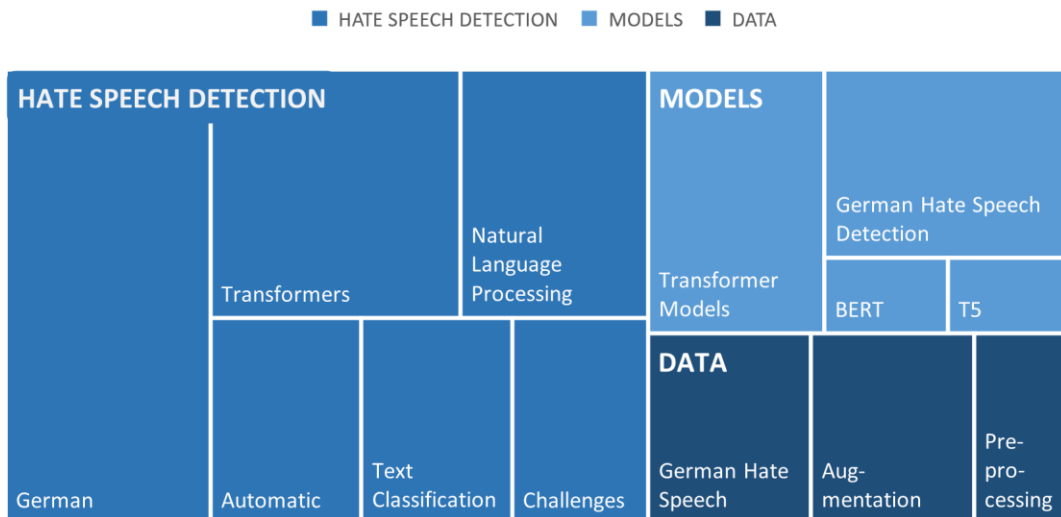 HATE SPEECH DETECTION MODELS DATA
HATE SPEECH DETECTION
German
Transformers
Natural
Language
Processing
Automatic
Text
Classification
Challenges
MODELS
Transformer
Models
German Hate Speech
Detection
BERT
T5
DATA
German Hate
Speech
Aug-
mentation
Pre-
pro-
cessing